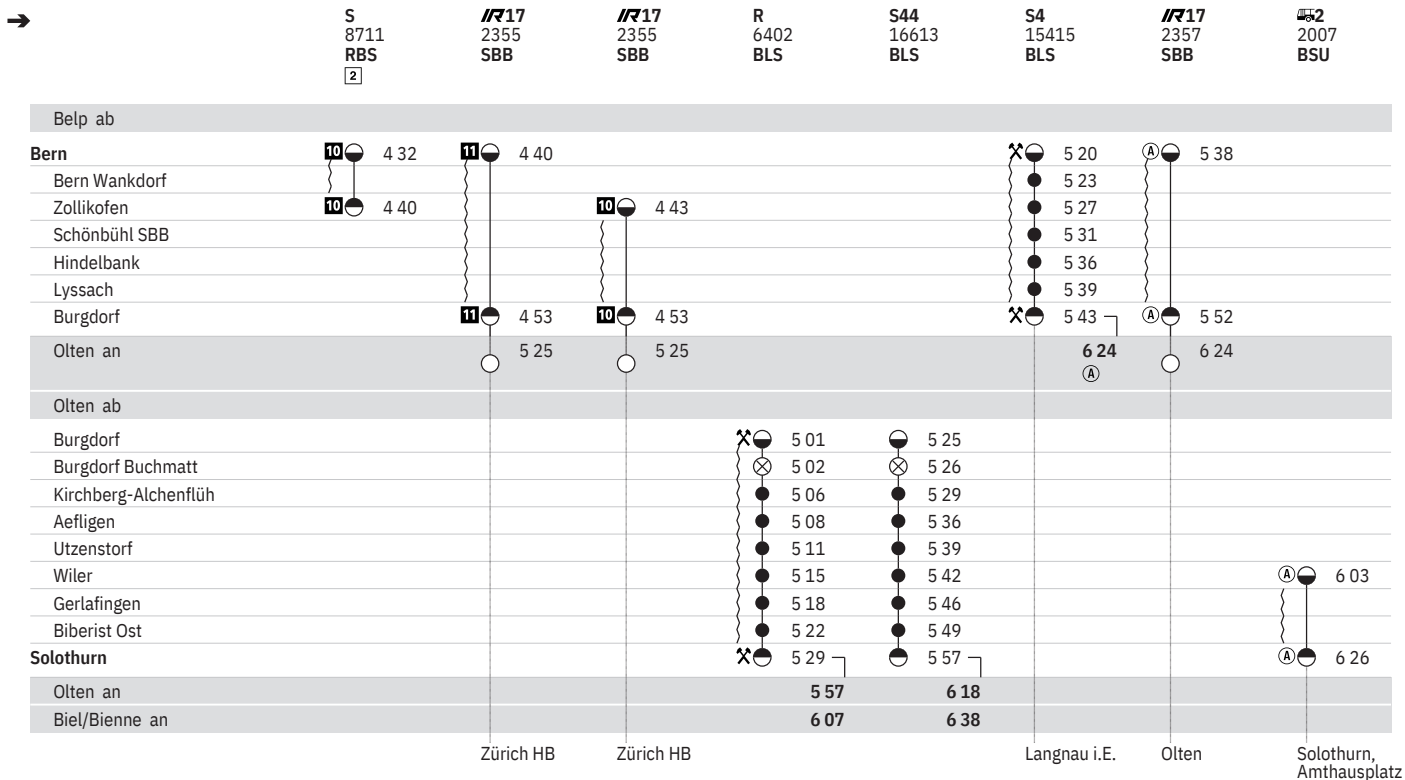 S IR17 IR17 R S44 S4 IR17 2
8711 2355 2355 6402 16613 15415 2357 2007
RBS SBB SBB BLS BLS BLS SBB BSU
2
Belp ab
Bern 10 4 32 11 4 40 5 20 A 5 38
Bern Wankdorf 5 23
Zollikofen 10 4 40 10 4 43 5 27
Schönbühl SBB 5 31
Hindelbank 5 36
Lyssach 5 39
Burgdorf 11 4 53 10 4 53 5 43 A 5 52
Olten an 5 25 5 25 6 24 6 24
A
Olten ab
Burgdorf 5 01 5 25
Burgdorf Buchmatt 5 02 5 26
Kirchberg-Alchenflüh 5 06 5 29
Aefligen 5 08 5 36
Utzenstorf 5 11 5 39
Wiler 5 15 5 42 A 6 03
Gerlafingen 5 18 5 46
Biberist Ost 5 22 5 49
Solothurn 5 29 5 57 A 6 26
Olten an 5 57 6 18
Biel/Bienne an 6 07 6 38
Zürich HB Zürich HB Langnau i.E. Olten Solothurn,
Amthausplatz